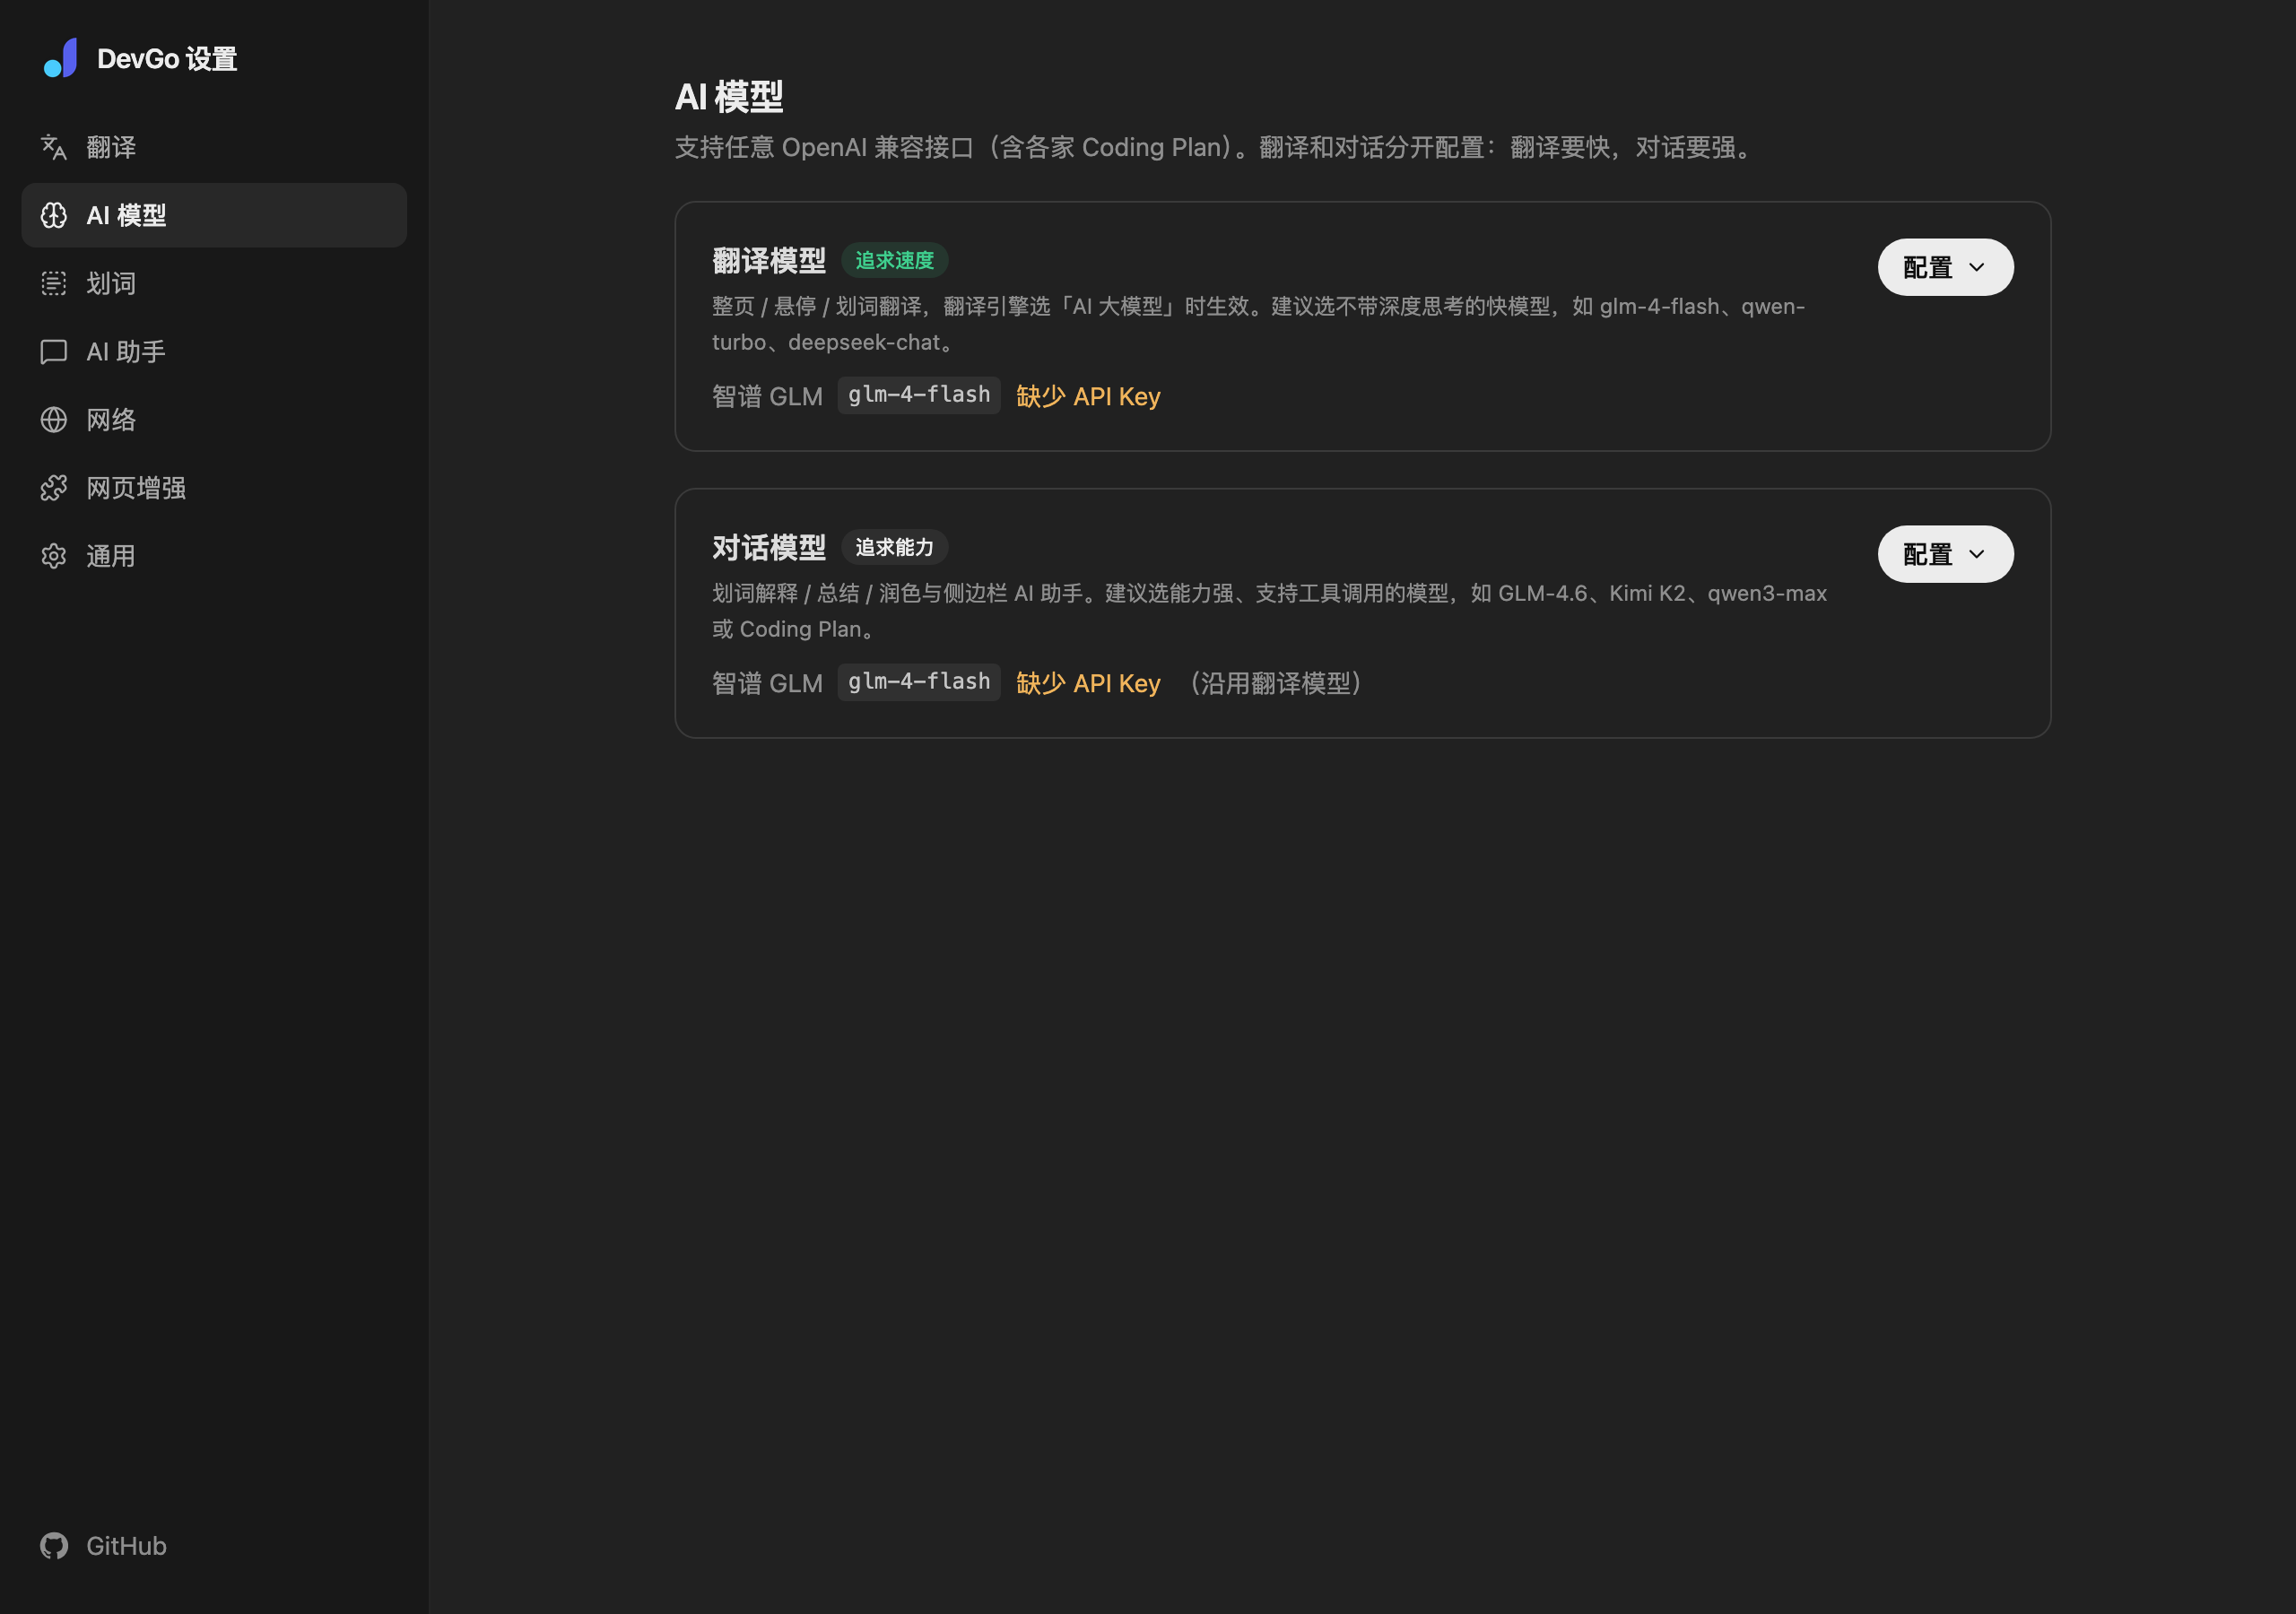 DevGo 设置
翻译
AI 模型
划词
AI 助手
网络
网页增强
通用
GitHub
AI 模型
支持任意 OpenAI 兼容接口（含各家 Coding Plan）。翻译和对话分开配置：翻译要快，对话要强。
翻译模型 追求速度
配置
整页 / 悬停 / 划词翻译，翻译引擎选「AI 大模型」时生效。建议选不带深度思考的快模型，如 glm-4-flash、qwen-
turbo、deepseek-chat。
智谱 GLM glm-4-flash 缺少 API Key
对话模型 追求能力
配置
划词解释 / 总结 / 润色与侧边栏 AI 助手。建议选能力强、支持工具调用的模型，如 GLM-4.6、Kimi K2、qwen3-max
或 Coding Plan。
智谱 GLM glm-4-flash 缺少 API Key （沿用翻译模型）